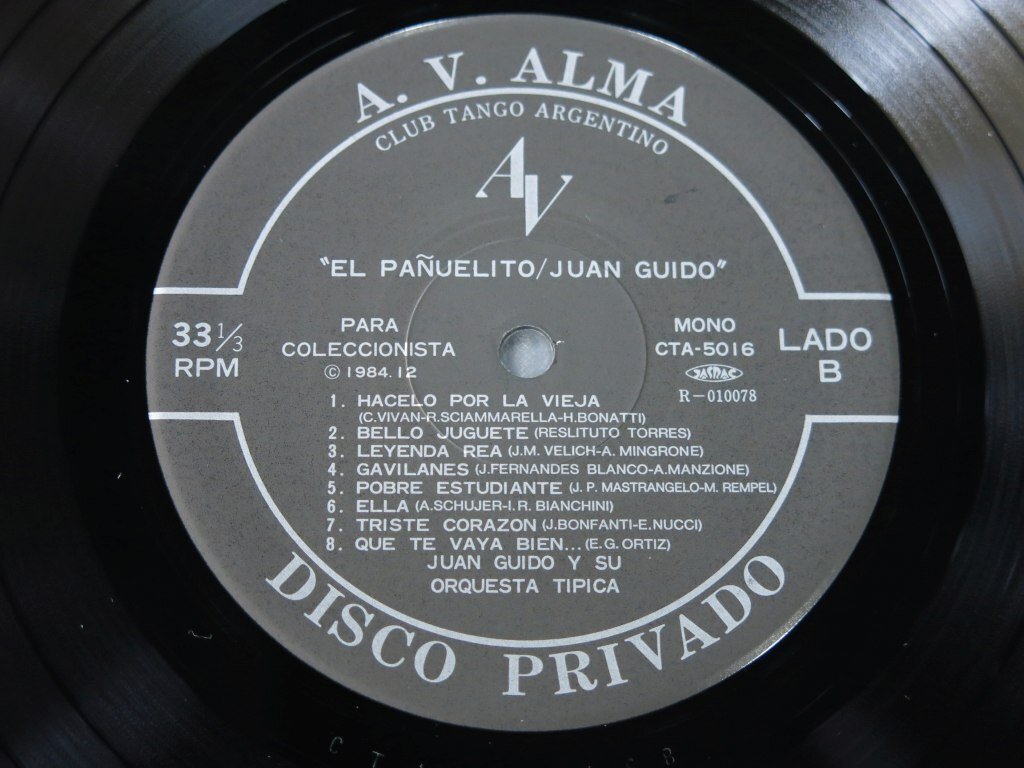 A. V. ALMA
CLUB TANGO ARGENTINO
AV
"EL PAÑUELITO/JUAN GUIDO"
33 1/3
RPM
PARA
COLECCIONISTA
© 1984.12
MONO
CTA-5016
JASRAC
R-010078
LADO
B
1. HACELO POR LA VIEJA
(C.VIVAN-R.SCIAMMARELLA-H.BONATTI)
2. BELLO JUGUETE (RESLITUTO TORRES)
3. LEYENDA REA (J.M. VELICH-A. MINGRONE)
4. GAVILANES (J.FERNANDES BLANCO-A.MANZIONE)
5. POBRE ESTUDIANTE (J. P. MASTRANGELO-M. REMPEL)
6. ELLA (A.SCHUJER-I.R. BIANCHINI)
7. TRISTE CORAZON (J.BONFANTI-E.NUCCI)
8. QUE TE VAYA BIEN... (E.G. ORTIZ)
JUAN GUIDO Y SU
ORQUESTA TIPICA
DISCO PRIVADO